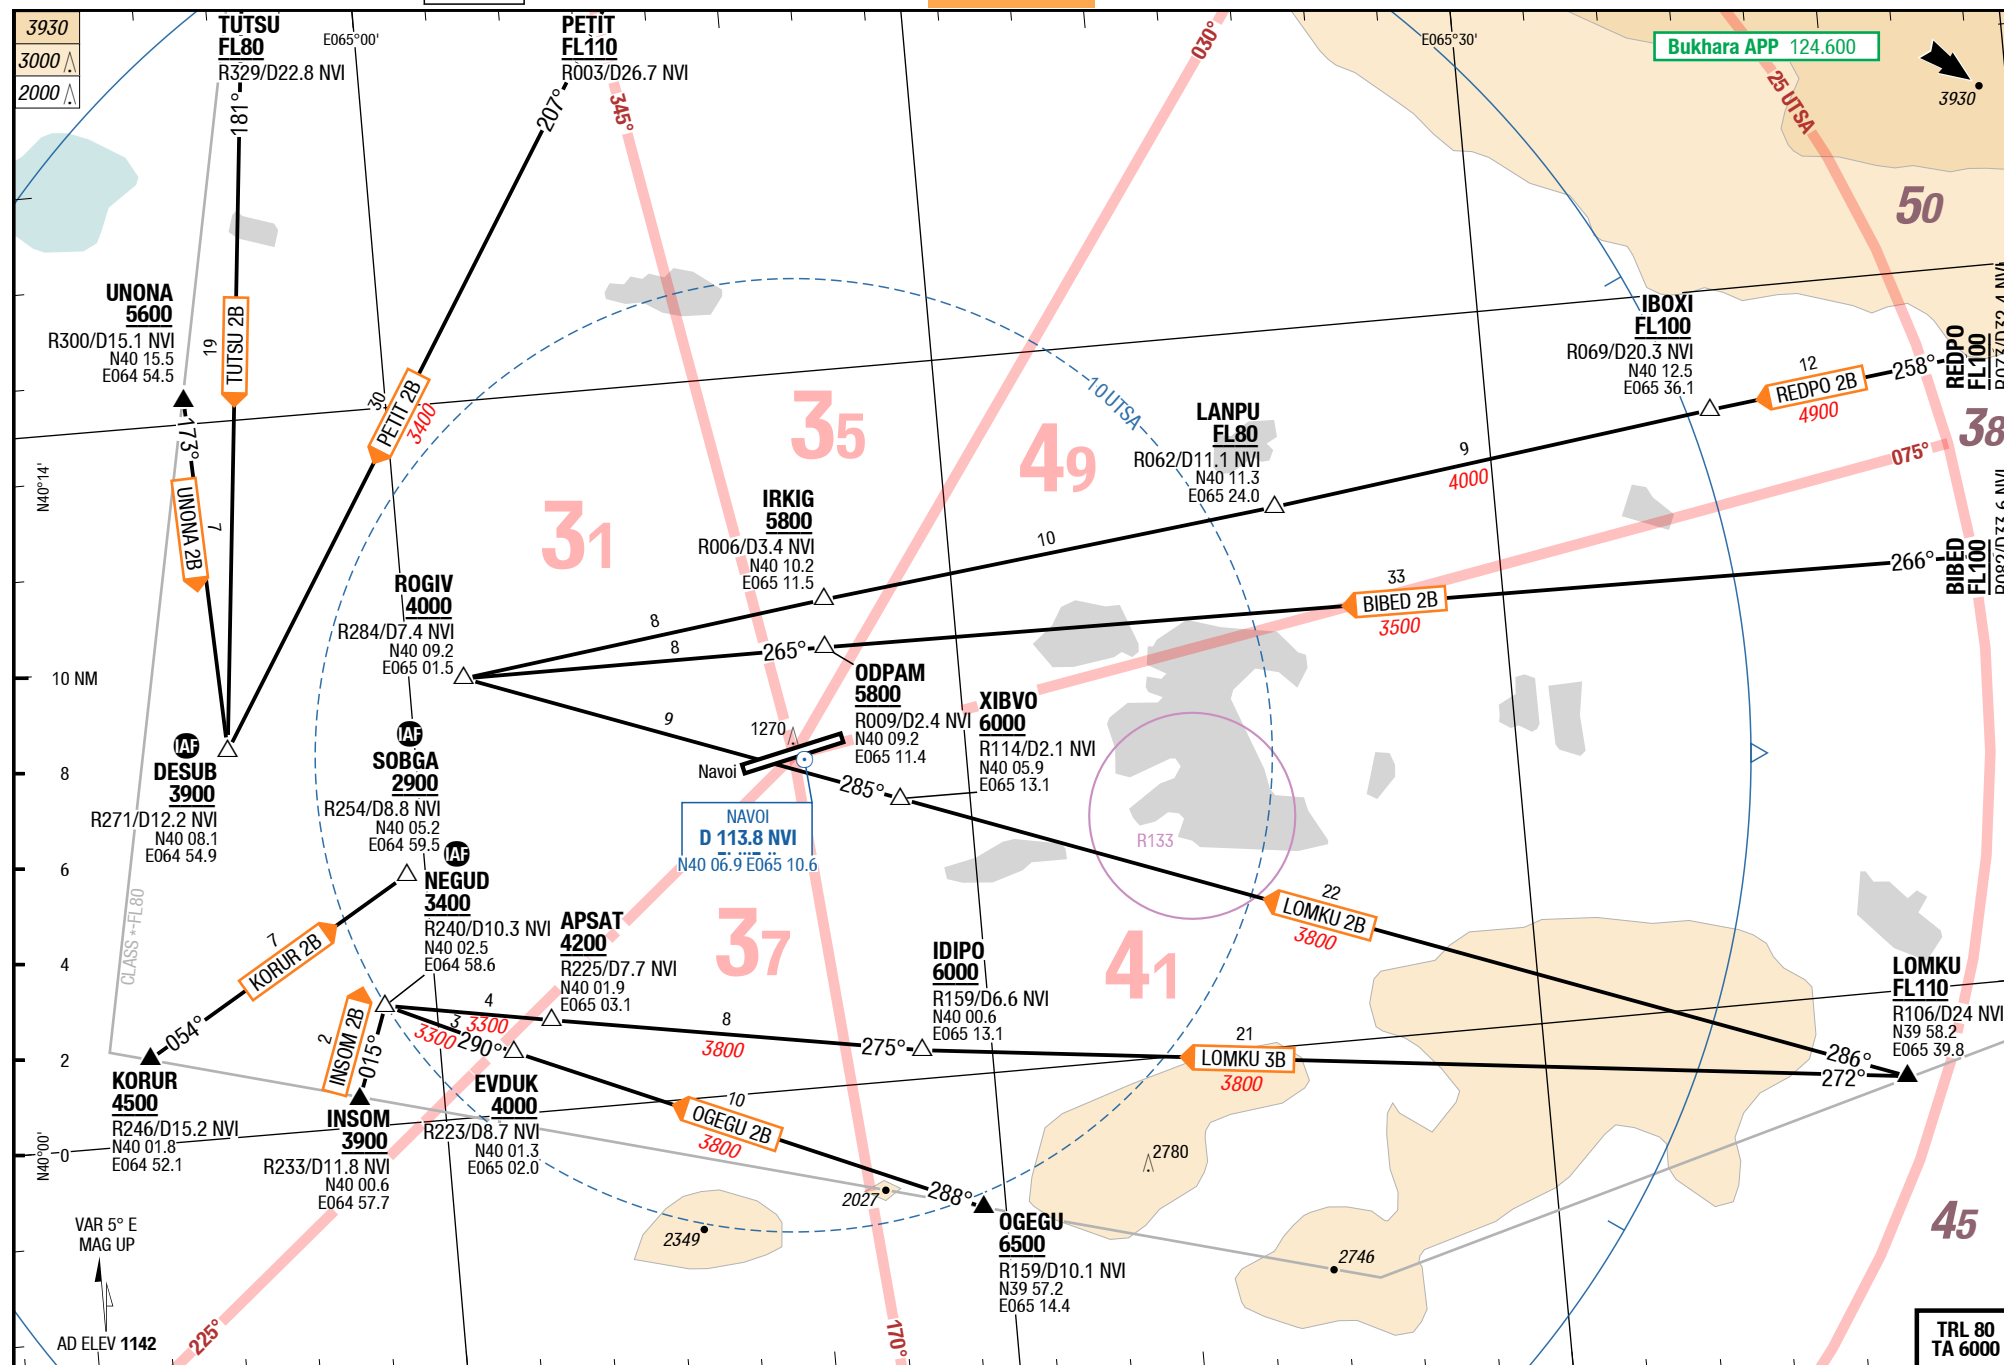 3930
3000
2000
TUTSU
FL80
R329/D22.8 NVI
E065°00'
PETIT
FL110
R003/D26.7 NVI
030°
E065°30'
Bukhara APP 124.600
25 UTSA
3930
181°
207°
345°
50
UNONA
5600
R300/D15.1 NVI
N40 15.5
E064 54.5
19
TUTSU 2B
30
PETIT 2B
3400
173°
UNONA 2B
7
N40°14'
35
49
31
10 UTSA
LANPU
FL80
R062/D11.1 NVI
N40 11.3
E065 24.0
IBOXI
FL100
R069/D20.3 NVI
N40 12.5
E065 36.1
12
REDPO 2B
4900
258°
REDPO
FL100
R073/D32.4 NVI
38
075°
9
4000
10
IRKIG
5800
R006/D3.4 NVI
N40 10.2
E065 11.5
ROGIV
4000
R284/D7.4 NVI
N40 09.2
E065 01.5
8
8
265°
33
BIBED 2B
3500
266°
BIBED
FL100
R082/D33.6 NVI
ODPAM
5800
R009/D2.4 NVI
N40 09.2
E065 11.4
XIBVO
6000
R114/D2.1 NVI
N40 05.9
E065 13.1
9
1270
Navoi
285°
10 NM
8
6
4
2
0
IAF
DESUB
3900
R271/D12.2 NVI
N40 08.1
E064 54.9
IAF
SOBGA
2900
R254/D8.8 NVI
N40 05.2
E064 59.5
NAVOI
D 113.8 NVI
N40 06.9 E065 10.6
R133
IAF
NEGUD
3400
R240/D10.3 NVI
N40 02.5
E064 58.6
CLASS *-FL80
7
KORUR 2B
054°
APSAT
4200
R225/D7.7 NVI
N40 01.9
E065 03.1
37
41
IDIPO
6000
R159/D6.6 NVI
N40 00.6
E065 13.1
22
LOMKU 2B
3800
LOMKU
FL110
R106/D24 NVI
N39 58.2
E065 39.8
286°
272°
2
INSOM 2B
015°
4
3300
3
3300
290°
8
3800
275°
21
LOMKU 3B
3800
KORUR
4500
R246/D15.2 NVI
N40 01.8
E064 52.1
INSOM
3900
R233/D11.8 NVI
N40 00.6
E064 57.7
EVDUK
4000
R223/D8.7 NVI
N40 01.3
E065 02.0
10
OGEGU 2B
3800
N40°00'
2780
2027
288°
OGEGU
6500
R159/D10.1 NVI
N39 57.2
E065 14.4
2349
2746
45
VAR 5° E
MAG UP
AD ELEV 1142
225°
170°
TRL 80
TA 6000